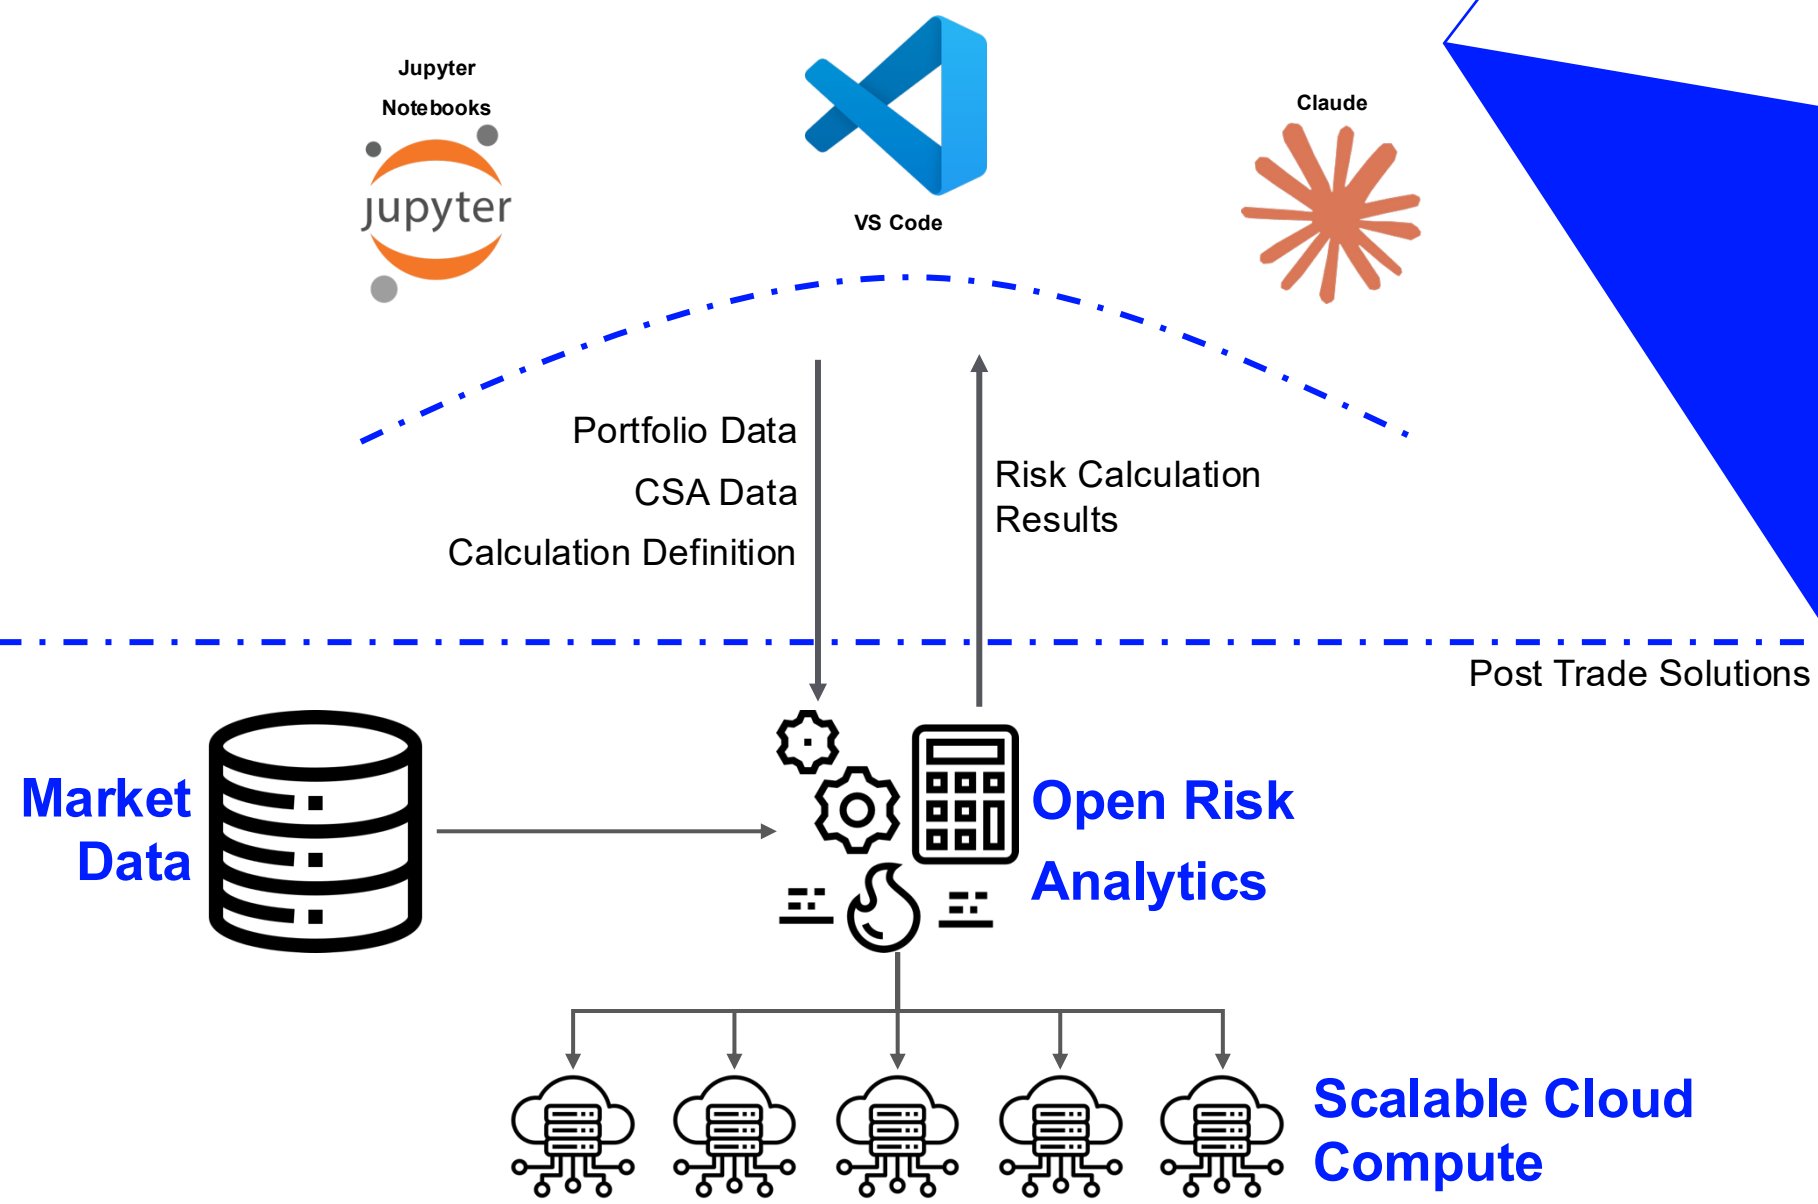 Jupyter
Notebooks
jupyter
VS Code
Claude
Portfolio Data
CSA Data
Calculation Definition
Risk Calculation
Results
Post Trade Solutions
Market
Data
Open Risk
Analytics
Scalable Cloud
Compute